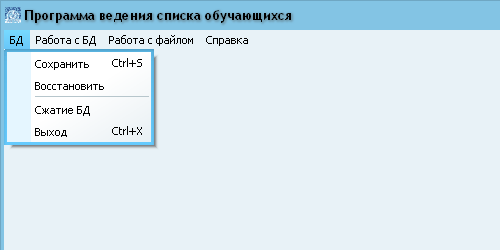 Программа ведения списка обучающихся
БД Работа с БД Работа с файлом Справка
Сохранить Ctrl+S
Восстановить
Сжатие БД
Выход Ctrl+X